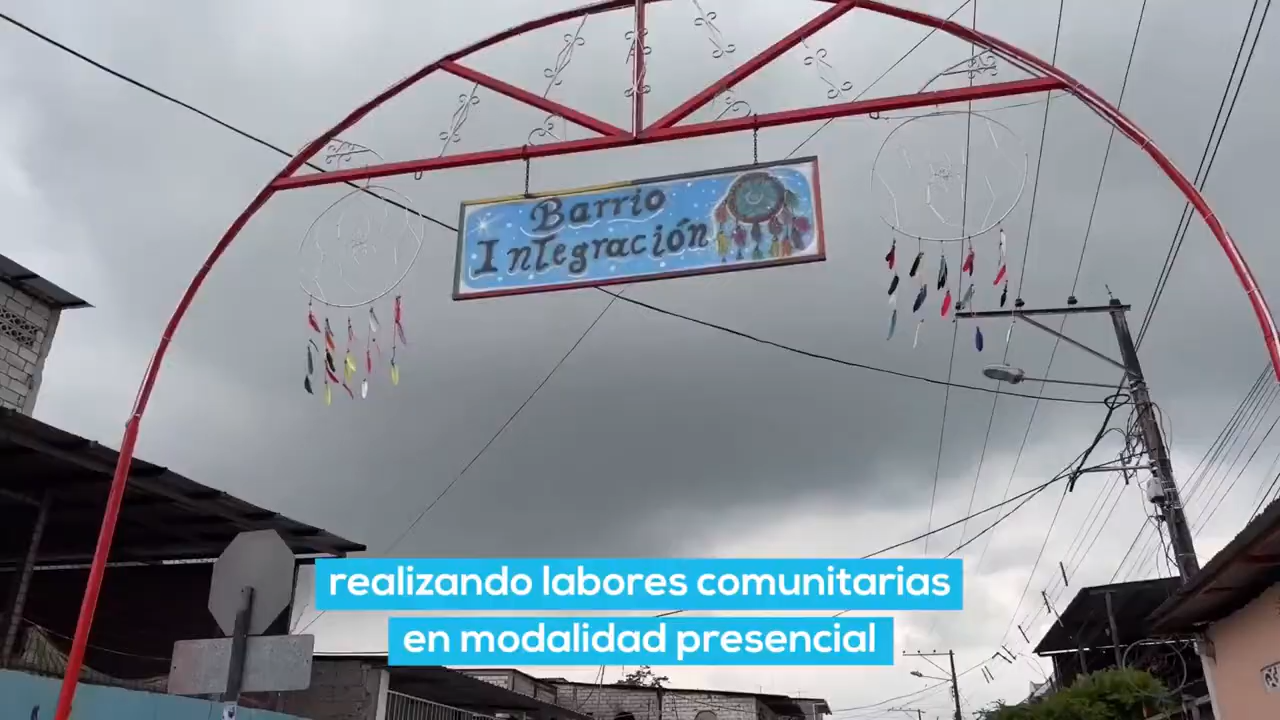 Barrio
Integración
realizando labores comunitarias
en modalidad presencial